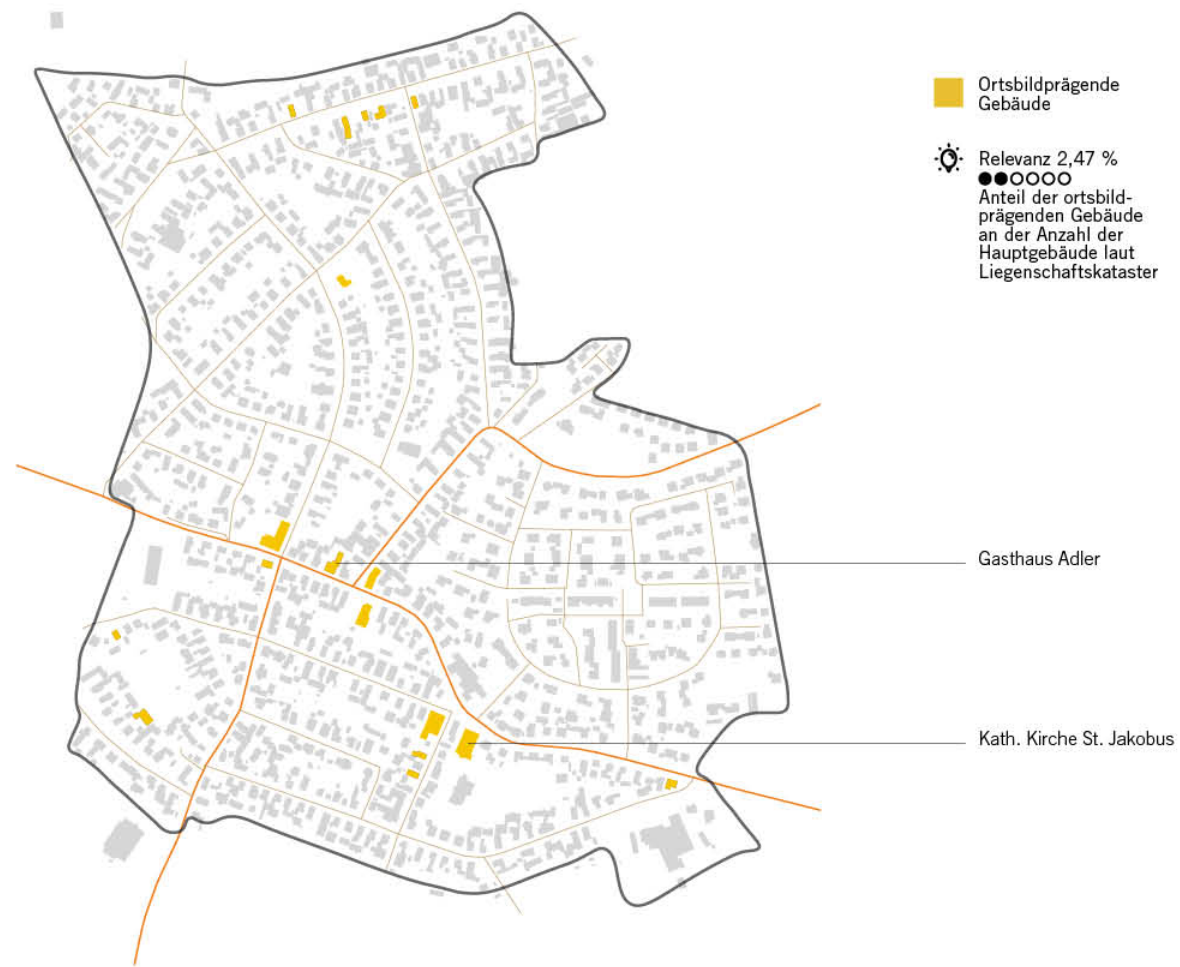 Ortsbildprägende
Gebäude
Relevanz 2,47 %
Anteil der ortsbild-
prägenden Gebäude
an der Anzahl der
Hauptgebäude laut
Liegenschaftskataster
Gasthaus Adler
Kath. Kirche St. Jakobus